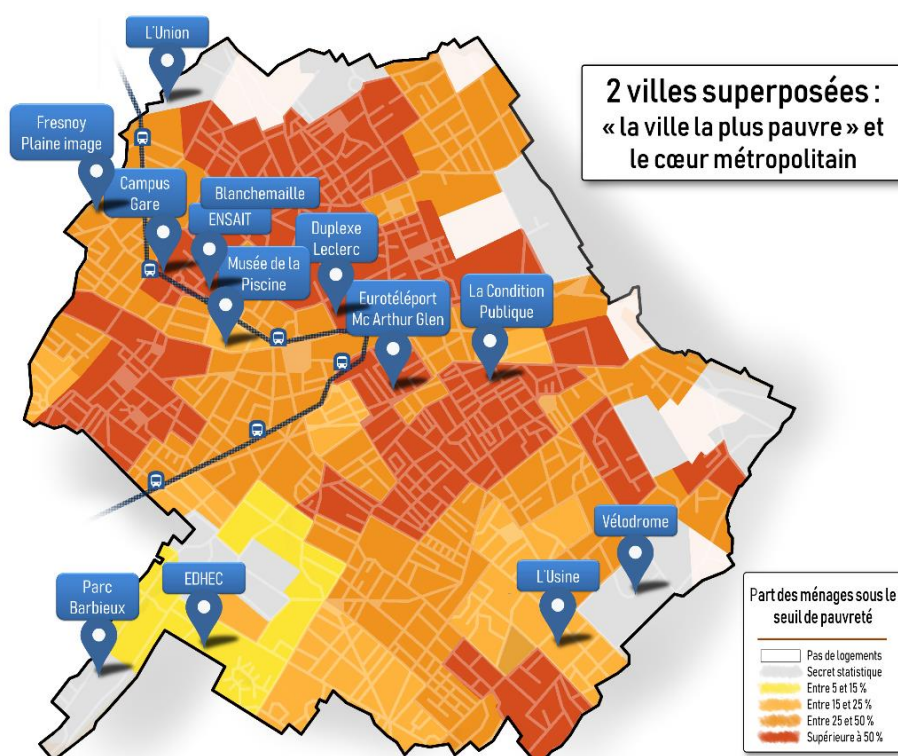 L'Union
2 villes superposées :
« la ville la plus pauvre » et
le cœur métropolitain
Fresnoy
Plaine image
Campus
Gare
Blanchemaille
ENSAIT
Duplexe
Leclerc
Musée de la
Piscine
Eurotéléport
Mc Arthur Glen
La Condition
Publique
Vélodrome
L'Usine
Parc
Barbieux
EDHEC
Part des ménages sous le
seuil de pauvreté
Pas de logements
Secret statistique
Entre 5 et 15 %
Entre 15 et 25 %
Entre 25 et 50 %
Supérieure à 50 %